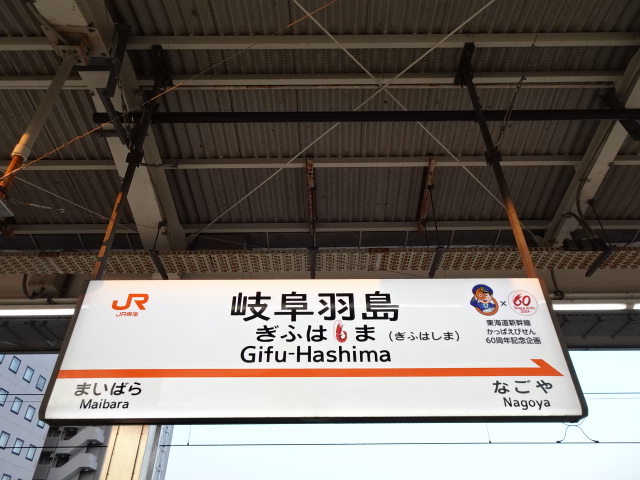 JR
JR東海
岐阜羽島
ぎふはしま (ぎふはしま)
Gifu-Hashima
× 60
東海道新幹線
かっぱえびせん
60周年記念企画
まいばら
Maibara
なごや
Nagoya